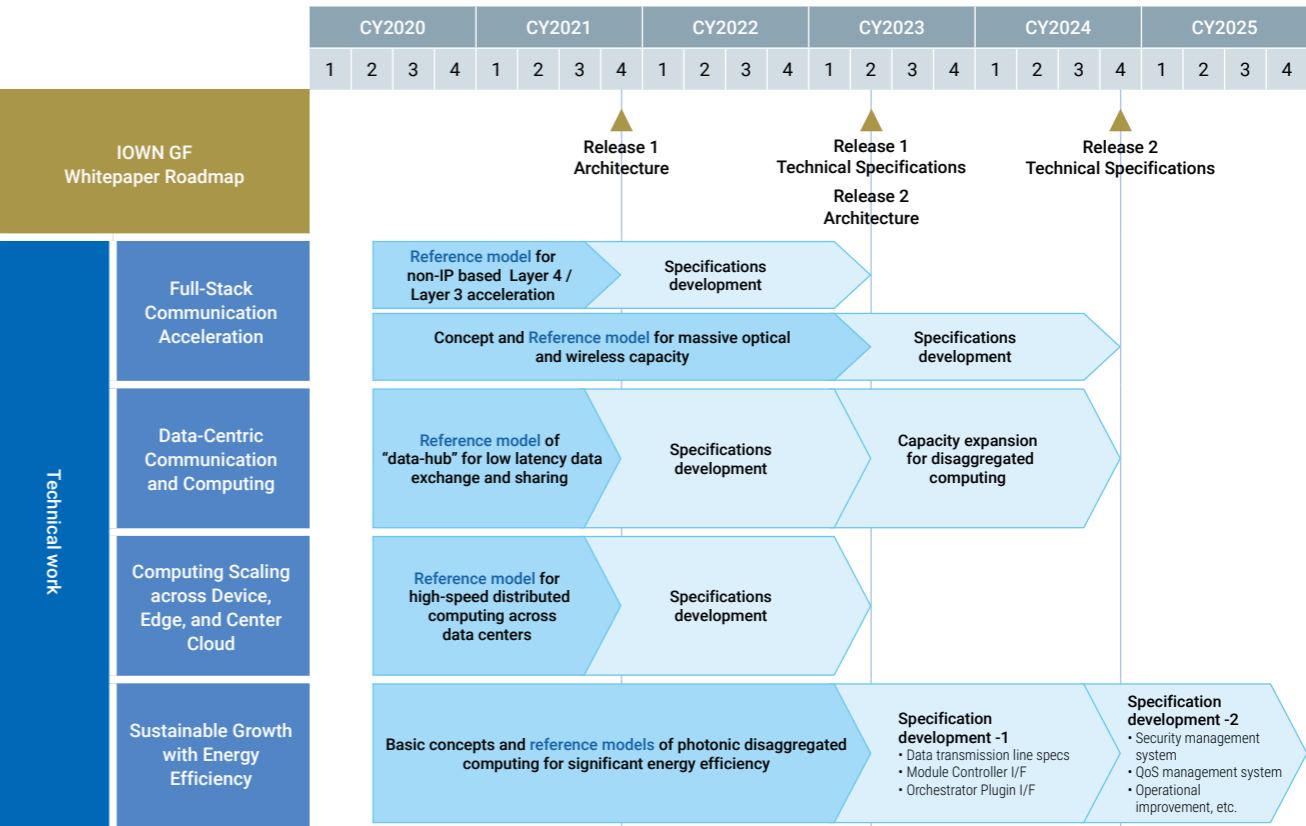 CY2020 CY2021 CY2022 CY2023 CY2024 CY2025
1 2 3 4 1 2 3 4 1 2 3 4 1 2 3 4 1 2 3 4 1 2 3 4
IOWN GF
Whitepaper Roadmap
Release 1
Architecture
Release 1
Technical Specifications
Release 2
Architecture
Release 2
Technical Specifications
Technical work
Full-Stack
Communication
Acceleration
Reference model for
non-IP based Layer 4 /
Layer 3 acceleration
Specifications
development
Concept and Reference model for massive optical
and wireless capacity
Specifications
development
Data-Centric
Communication
and Computing
Reference model of
“data-hub” for low latency data
exchange and sharing
Specifications
development
Capacity expansion
for disaggregated
computing
Computing Scaling
across Device,
Edge, and Center
Cloud
Reference model for
high-speed distributed
computing across
data centers
Specifications
development
Sustainable Growth
with Energy
Efficiency
Basic concepts and reference models of photonic disaggregated
computing for significant energy efficiency
Specification
development -1
• Data transmission line specs
• Module Controller I/F
• Orchestrator Plugin I/F
Specification
development -2
• Security management
system
• QoS management system
• Operational
improvement, etc.